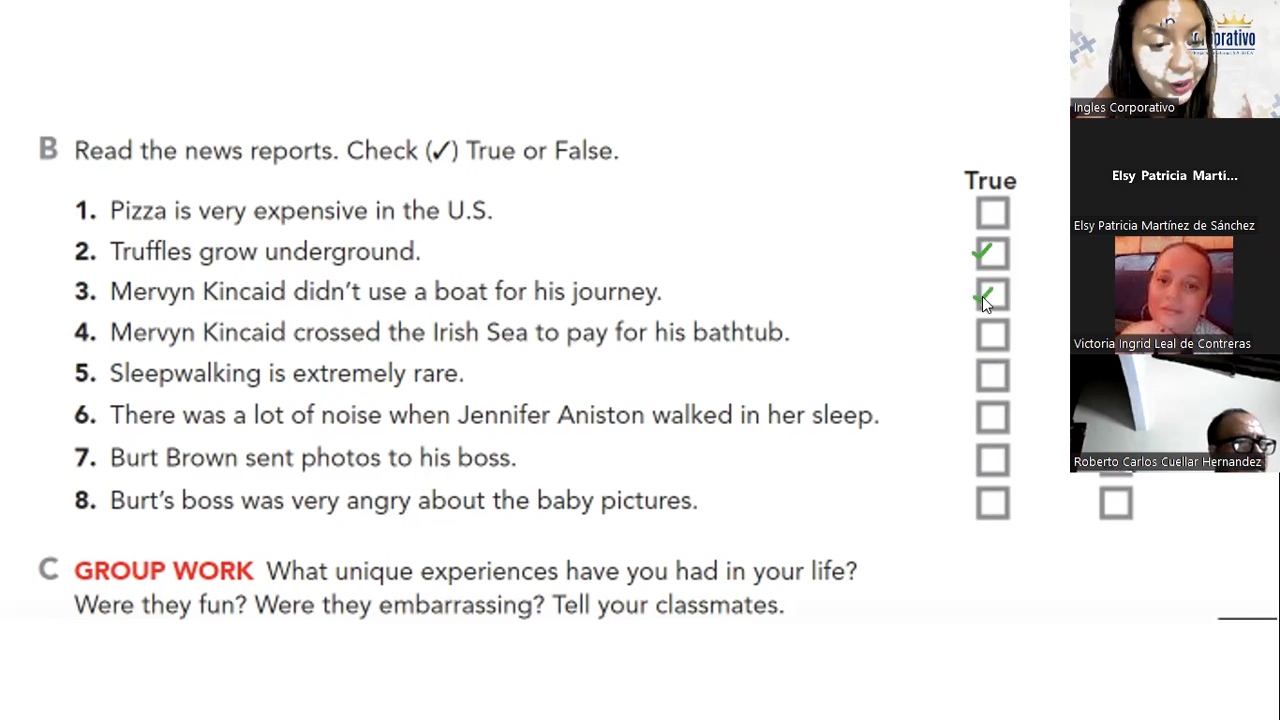 B Read the news reports. Check (✓) True or False.
True
1. Pizza is very expensive in the U.S.
2. Truffles grow underground.
3. Mervyn Kincaid didn't use a boat for his journey.
4. Mervyn Kincaid crossed the Irish Sea to pay for his bathtub.
5. Sleepwalking is extremely rare.
6. There was a lot of noise when Jennifer Aniston walked in her sleep.
7. Burt Brown sent photos to his boss.
8. Burt's boss was very angry about the baby pictures.
C GROUP WORK What unique experiences have you had in your life?
Were they fun? Were they embarrassing? Tell your classmates.
Ingles Corporativo
Elsy Patricia Martí...
Elsy Patricia Martínez de Sánchez
Victoria Ingrid Leal de Contreras
Roberto Carlos Cuellar Hernandez